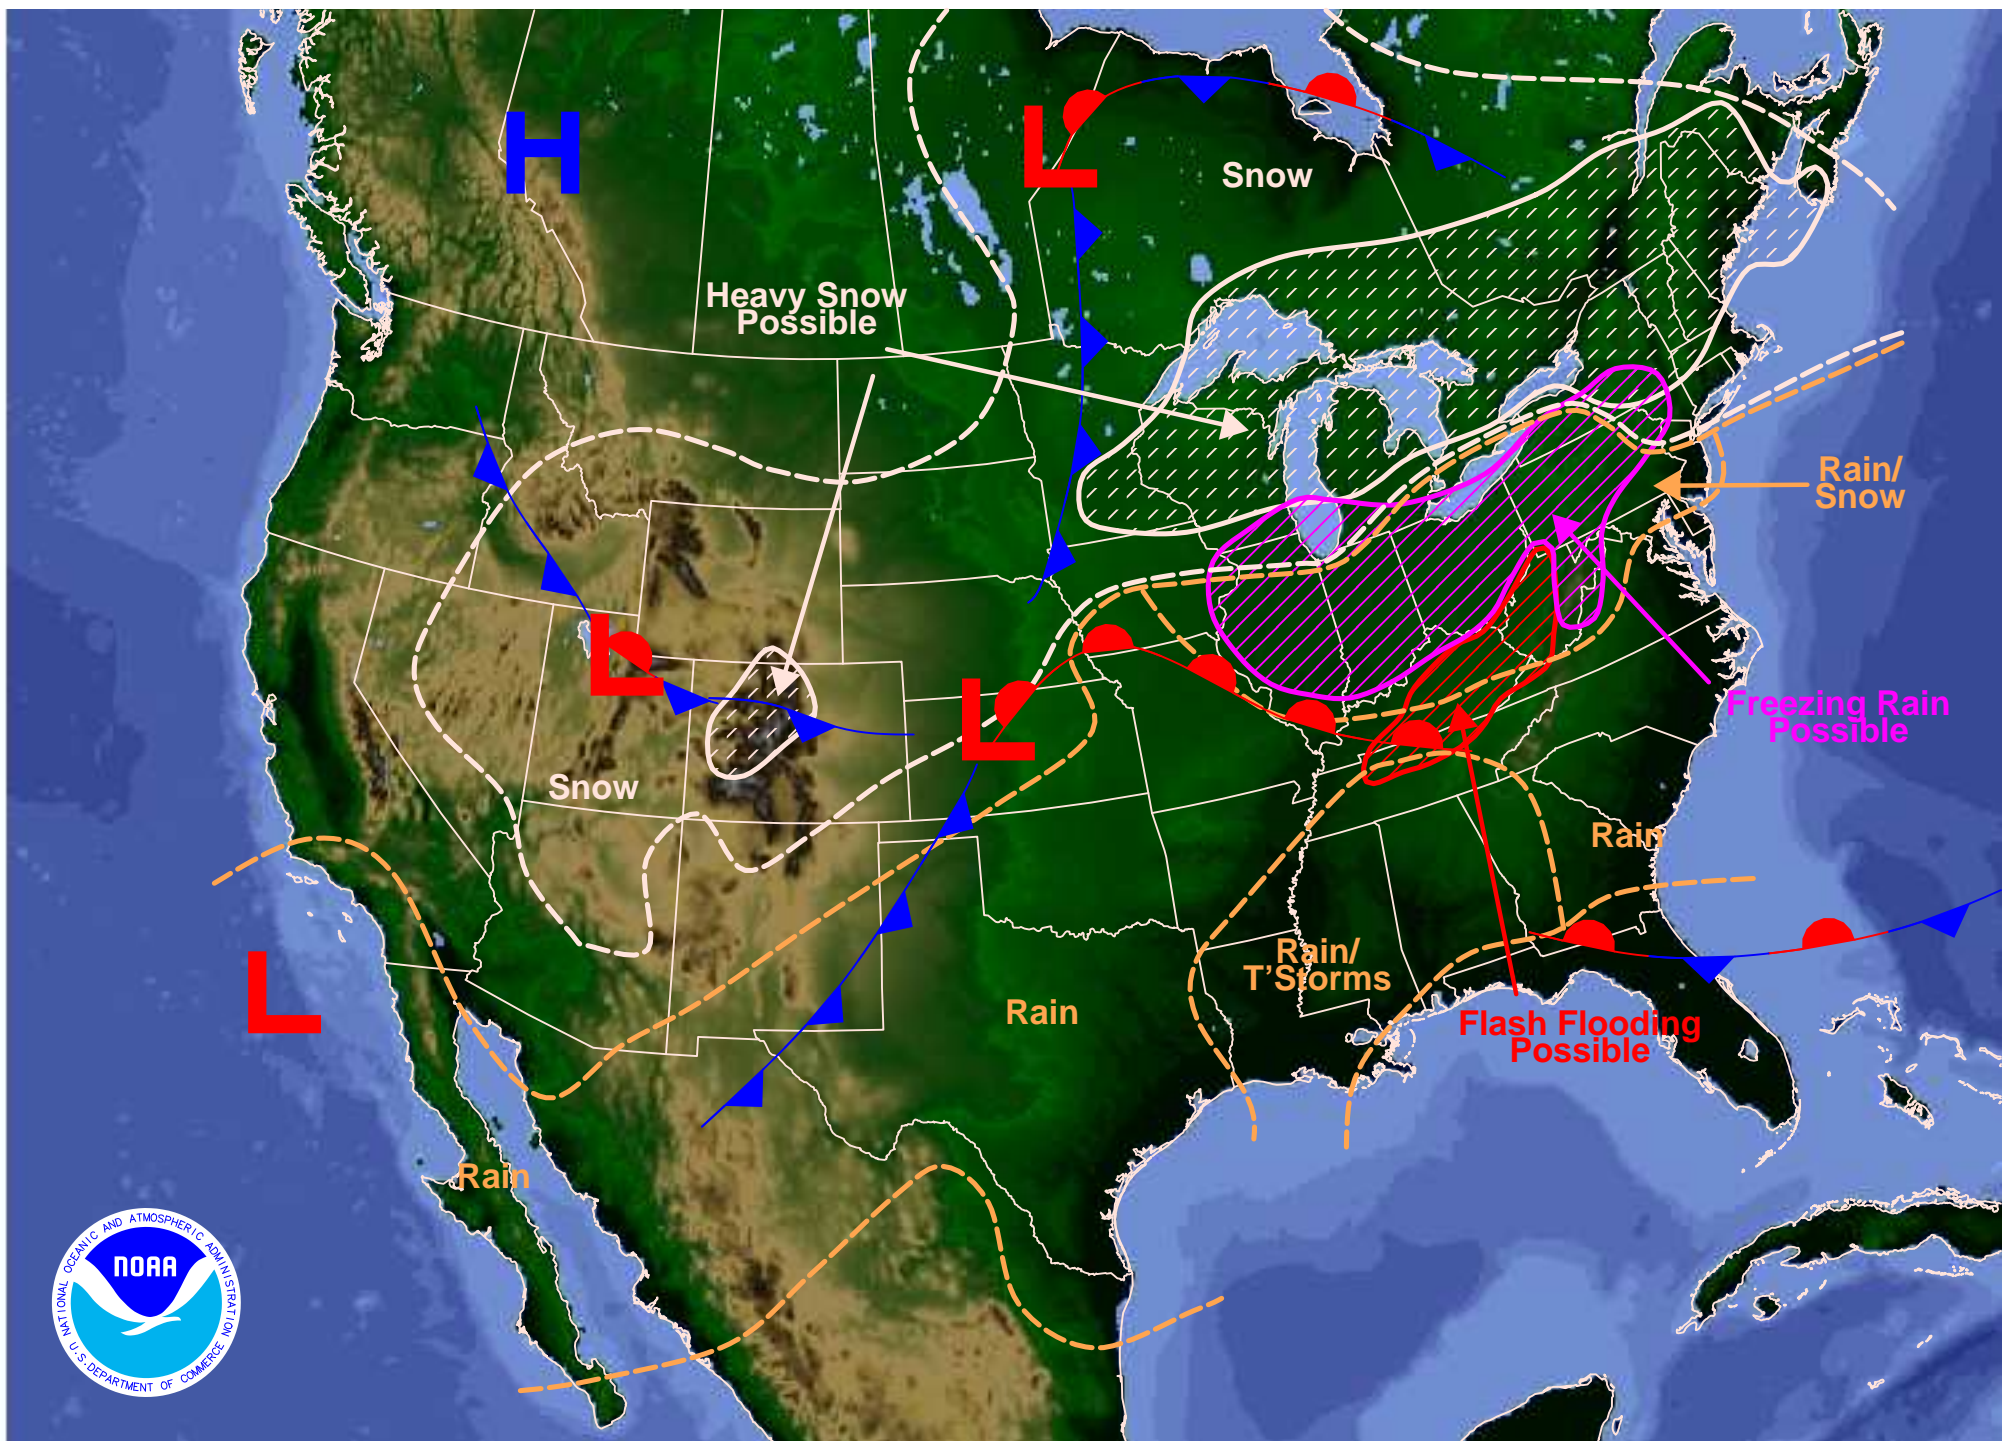 H
L
Snow
Heavy Snow
Possible
Rain/
Snow
L
L
Freezing Rain
Possible
Snow
Rain
Rain/
T'Storms
L
Rain
Flash Flooding
Possible
Rain
NATIONAL OCEANIC AND ATMOSPHERIC ADMINISTRATION
NOAA
U.S. DEPARTMENT OF COMMERCE